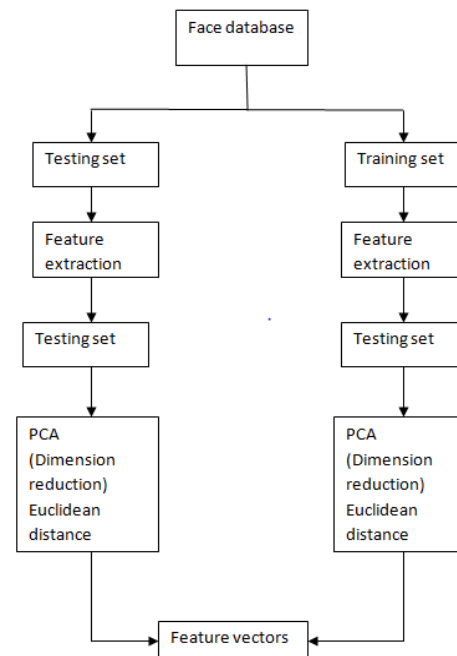 Face database
Testing set
Training set
Feature
extraction
Feature
extraction
Testing set
Testing set
PCA
(Dimension
reduction)
Euclidean
distance
PCA
(Dimension
reduction)
Euclidean
distance
Feature vectors